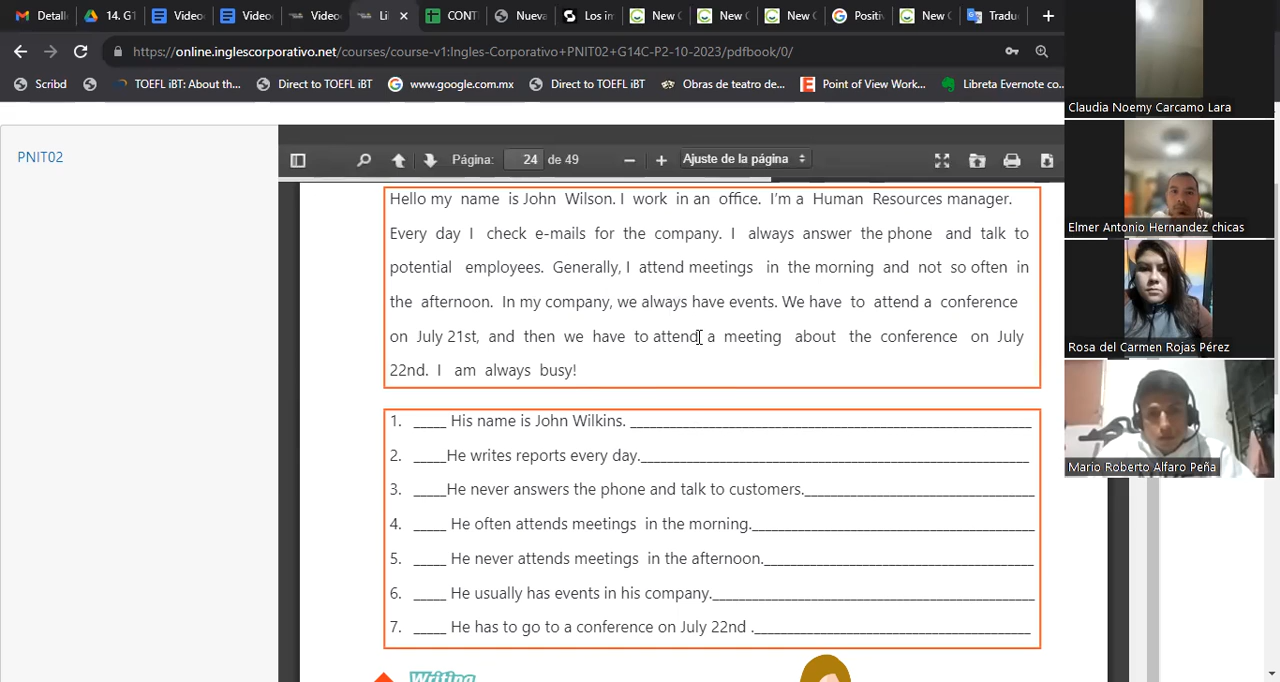 Detall
14. G1
Video
Video
Video
Li
CONT
Nueva
Los im
New C
New C
New C
Positiv
New C
Tradu
https://online.inglescorporativo.net/courses/course-v1:Ingles-Corporativo+PNIT02+G14C-P2-10-2023/pdfbook/0/
Scribd
TOEFL iBT: About th...
Direct to TOEFL iBT
www.google.com.mx
Direct to TOEFL iBT
Obras de teatro de...
Point of View Work...
Libreta Evernote co...
PNIT02
Página: 24 de 49
Ajuste de la página
Hello my name is John Wilson. I work in an office. I'm a Human Resources manager.
Every day I check e-mails for the company. I always answer the phone and talk to
potential employees. Generally, I attend meetings in the morning and not so often in
the afternoon. In my company, we always have events. We have to attend a conference
on July 21st, and then we have to attend a meeting about the conference on July
22nd. I am always busy!
1. _____ His name is John Wilkins. _____
2. _____He writes reports every day._____
3. _____He never answers the phone and talk to customers._____
4. _____ He often attends meetings in the morning._____
5. _____ He never attends meetings in the afternoon._____
6. _____ He usually has events in his company._____
7. _____ He has to go to a conference on July 22nd ._____
Writing
Claudia Noemy Carcamo Lara
Elmer Antonio Hernandez chicas
Rosa del Carmen Rojas Pérez
Mario Roberto Alfaro Peña